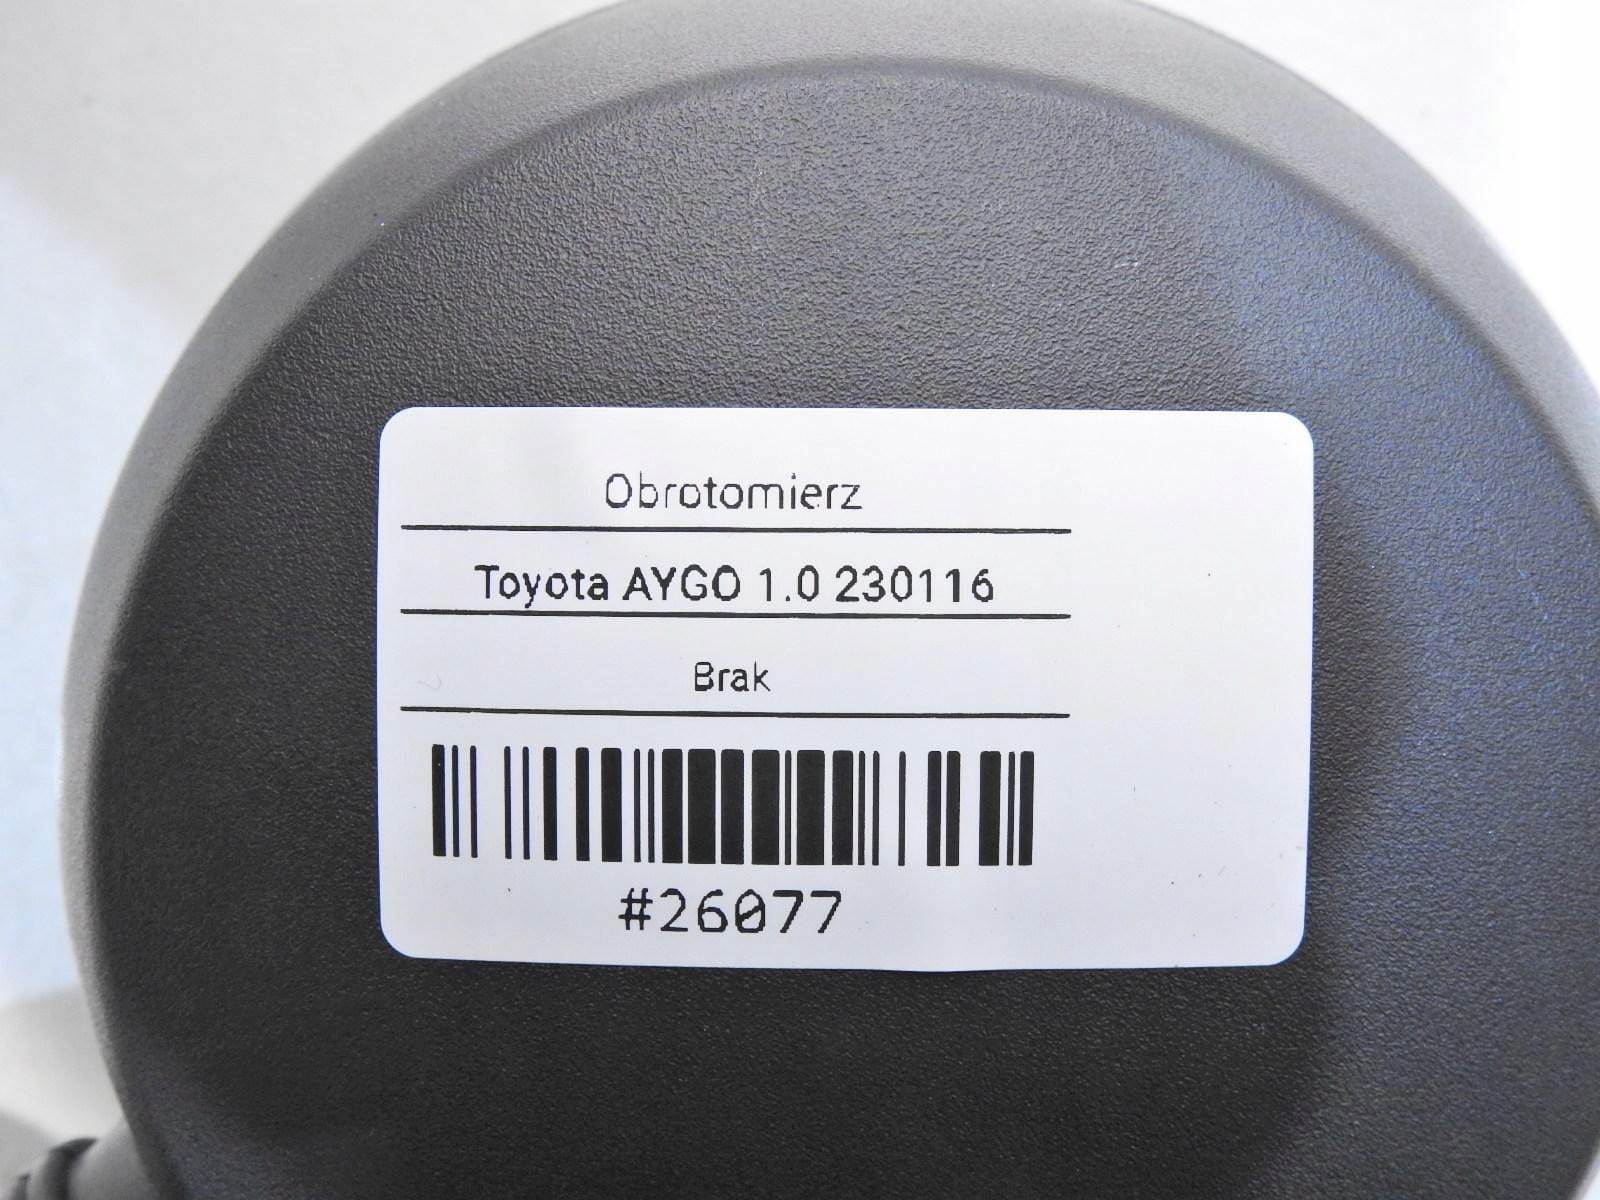 Obrotomierz
Toyota AYGO 1.0 230116
Brak
#26077